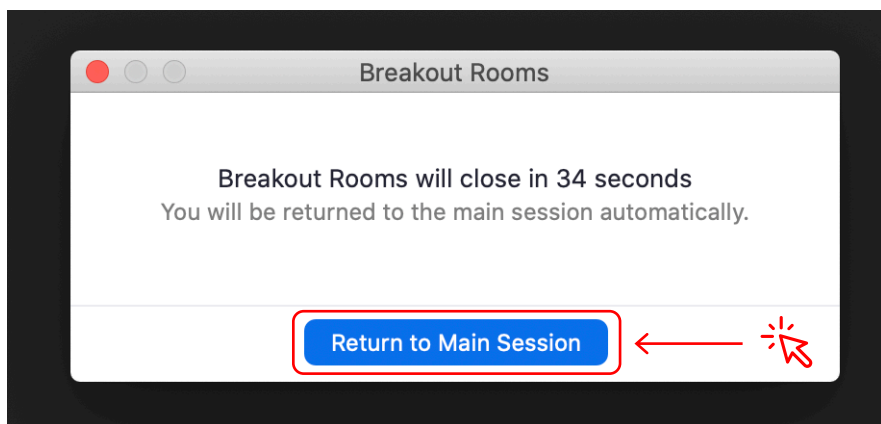 Breakout Rooms
Breakout Rooms will close in 34 seconds
You will be returned to the main session automatically.
Return to Main Session